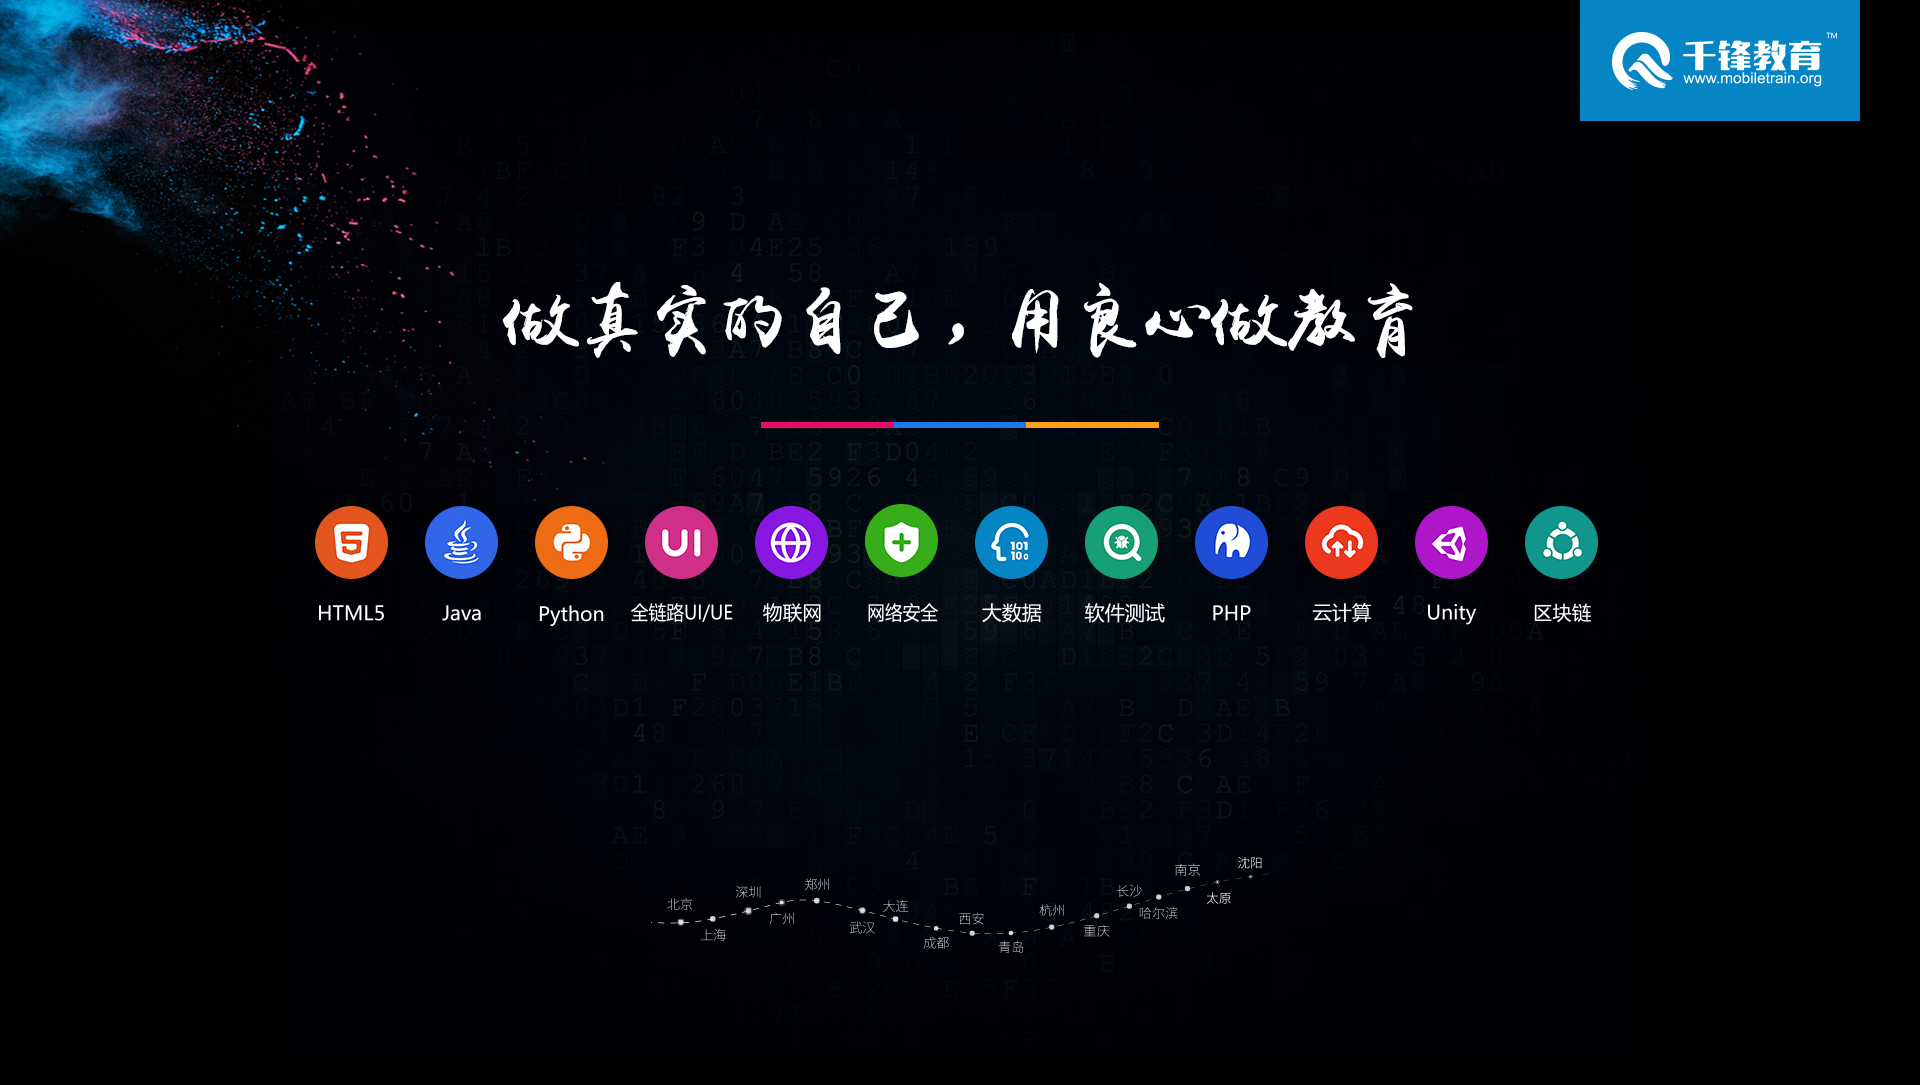 千锋教育™
www.mobiletrain.org
做真实的自己，用良心做教育
HTML5 Java Python 全链路UI/UE 物联网 网络安全 大数据 软件测试 PHP 云计算 Unity 区块链
北京 上海 深圳 广州 郑州 武汉 大连 成都 西安 青岛 杭州 重庆 长沙 哈尔滨 南京 太原 沈阳